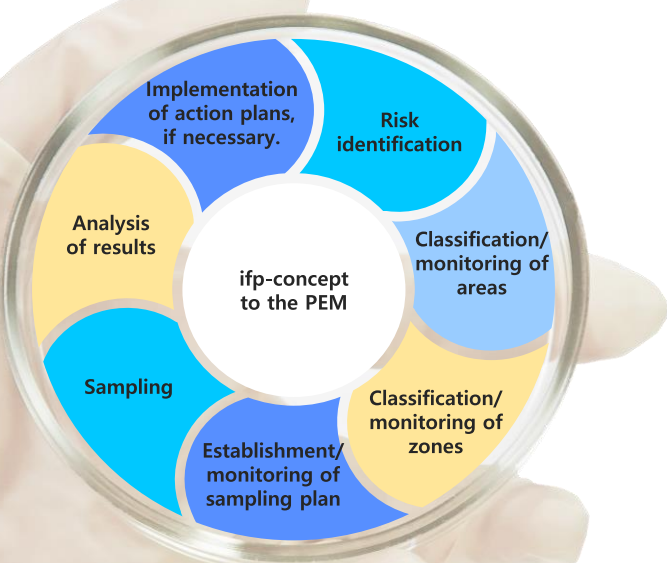 Implementation
of action plans,
if necessary.
Risk
identification
Classification/
monitoring of
areas
Classification/
monitoring of
zones
Establishment/
monitoring of
sampling plan
Sampling
Analysis
of results
ifp-concept
to the PEM